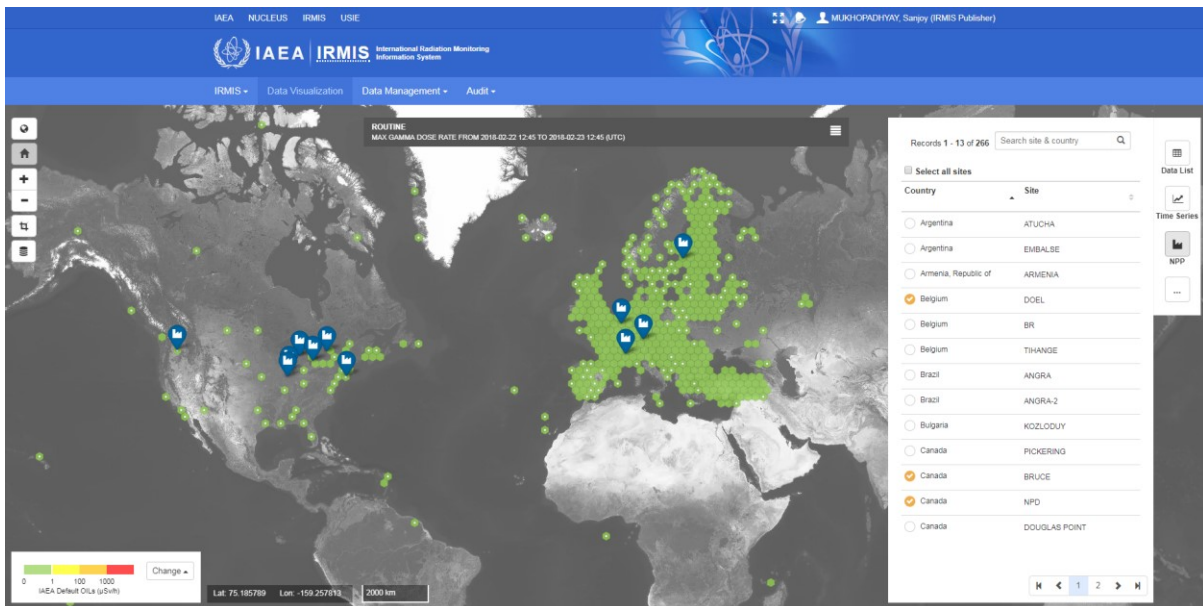 IAEA NUCLEUS IRMIS USIE
MUKHOPADHYAY, Sanjoy (IRMIS Publisher)
IAEA IRMIS International Radiation Monitoring
Information System
IRMIS Data Visualization Data Management Audit
ROUTINE
MAX GAMMA DOSE RATE FROM 2018-02-22 12:45 TO 2018-02-23 12:45 (UTC)
Records 1 - 13 of 266 Search site & country
Select all sites
Country Site
Argentina ATUCHA
Argentina EMBALSE
Armenia, Republic of ARMENIA
Belgium DOEL
Belgium BR
Belgium TIHANGE
Brazil ANGRA
Brazil ANGRA-2
Bulgaria KOZLODUY
Canada PICKERING
Canada BRUCE
Canada NPD
Canada DOUGLAS POINT
1 2
Data List
Time Series
NPP
...
0 1 100 1000
IAEA Default OILs (µSv/h)
Change
Lat: 75.185789 Lon: -159.257813 2000 km